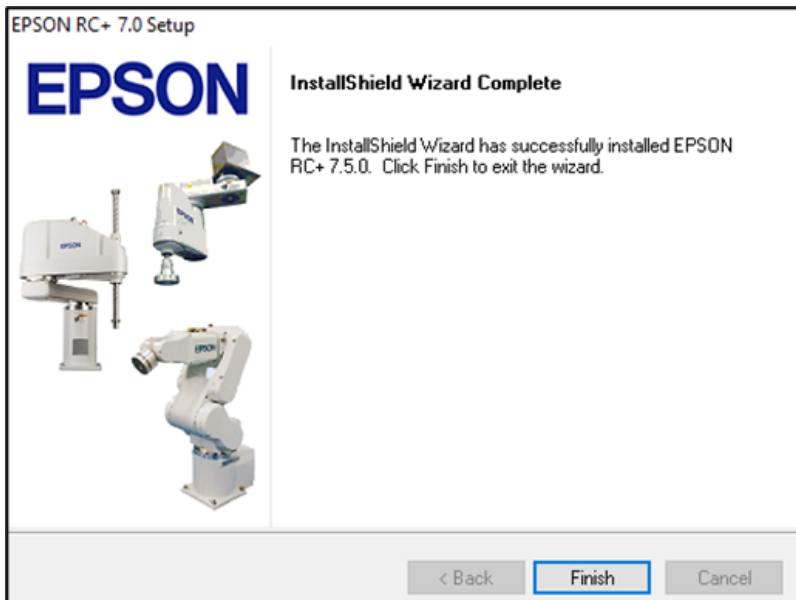 EPSON RC+ 7.0 Setup
EPSON
InstallShield Wizard Complete
The InstallShield Wizard has successfully installed EPSON
RC+ 7.5.0. Click Finish to exit the wizard.
EPSON
EPSON
EPSON
< Back
Finish
Cancel